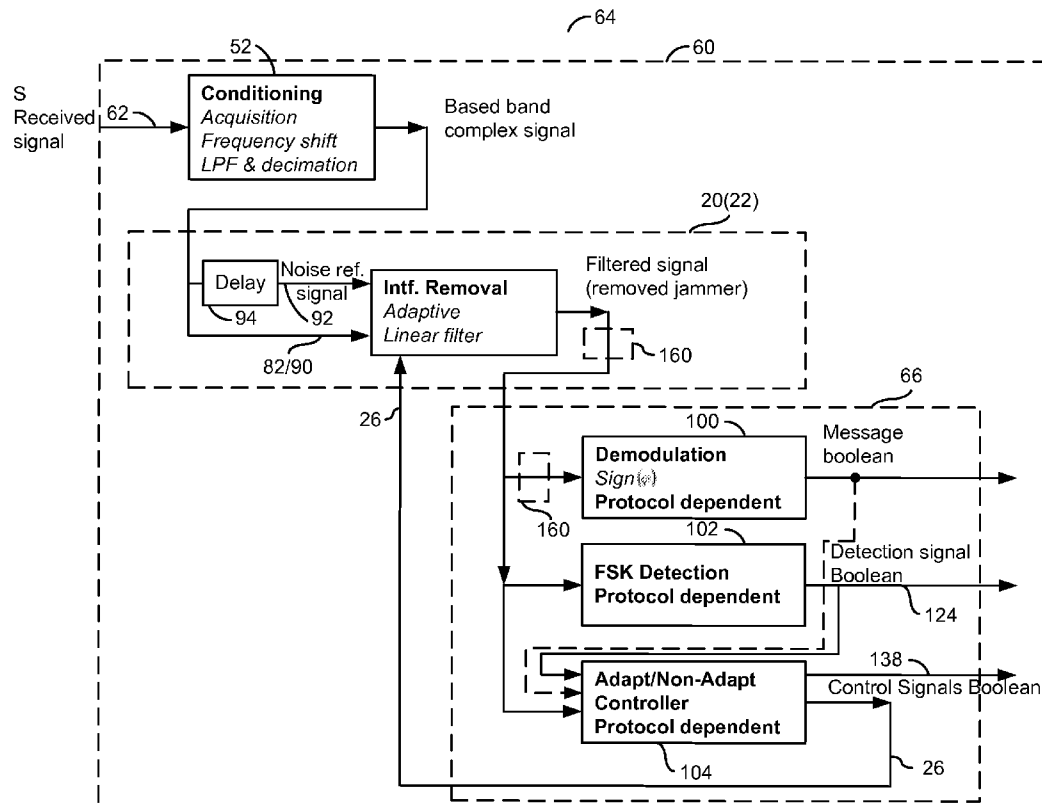 64
52
60
S
Received
signal
62
Conditioning
Acquisition
Frequency shift
LPF & decimation
Based band
complex signal
20(22)
Delay
94
Noise ref.
signal
92
82/90
Intf. Removal
Adaptive
Linear filter
Filtered signal
(removed jammer)
160
26
66
100
Demodulation
Sign(φ)
Protocol dependent
160
Message
boolean
102
FSK Detection
Protocol dependent
Detection signal
Boolean
124
Adapt/Non-Adapt
Controller
Protocol dependent
104
138
Control Signals Boolean
26